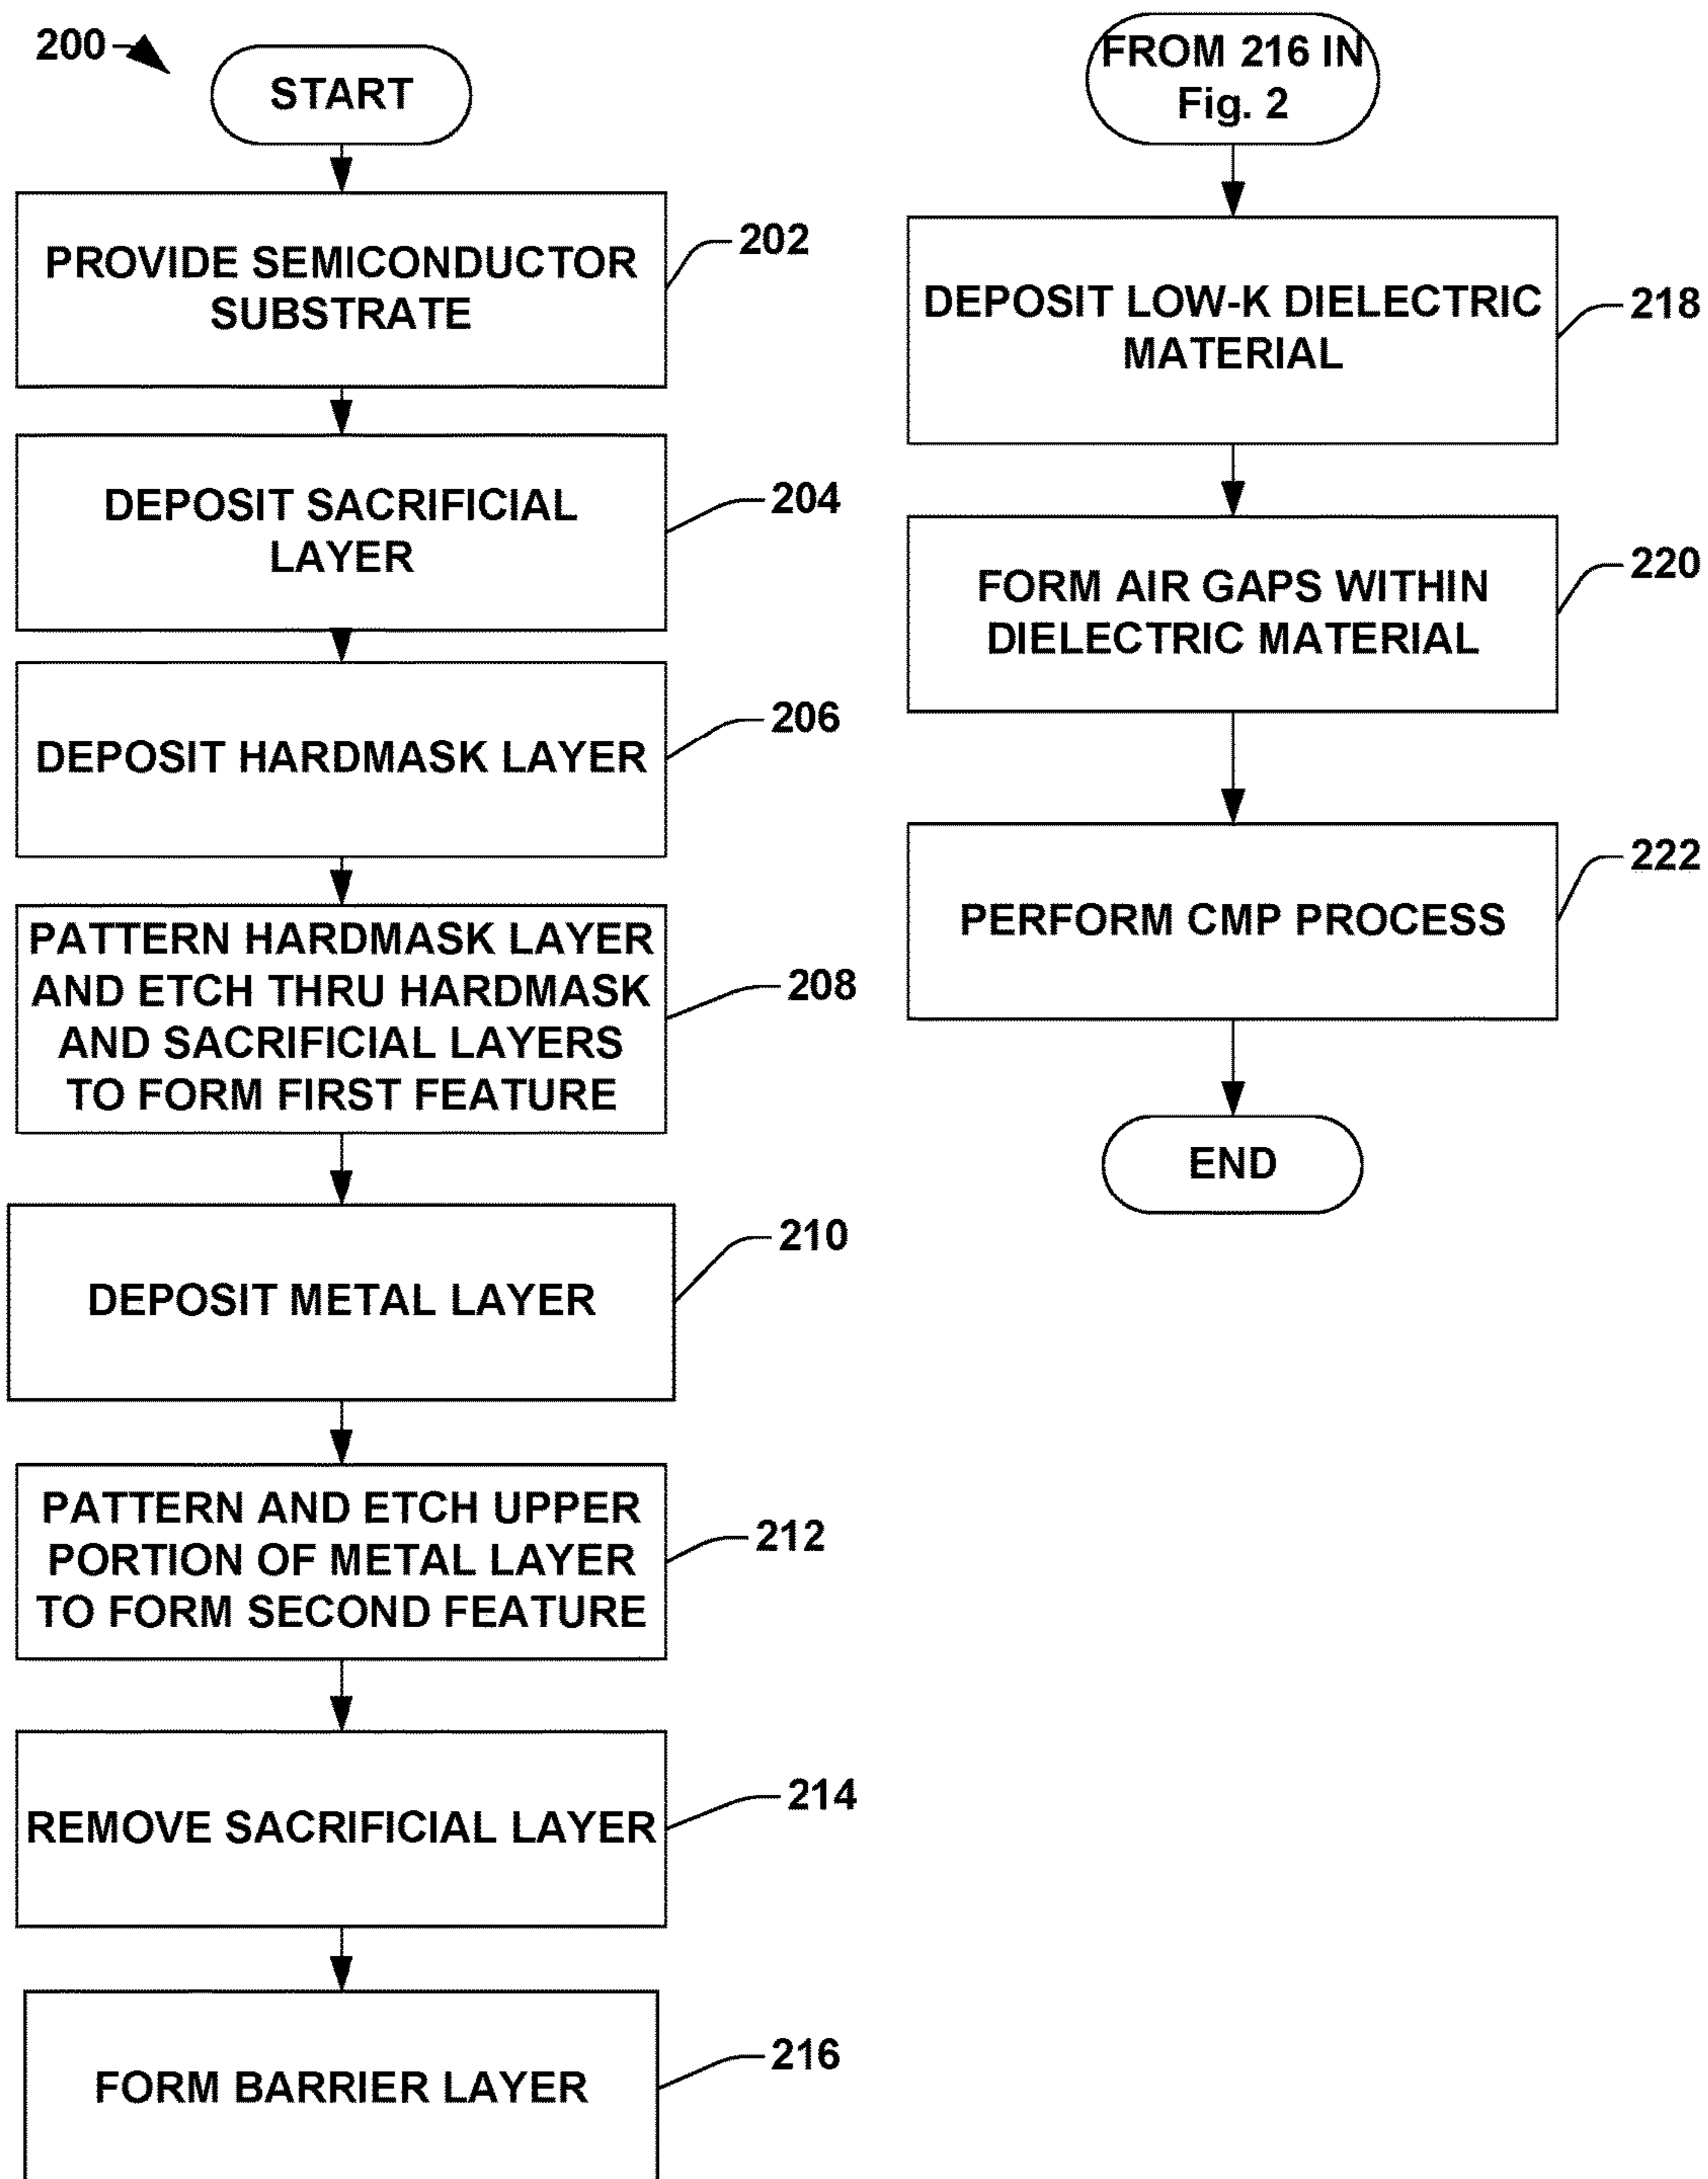 200
START
PROVIDE SEMICONDUCTOR
SUBSTRATE
202
DEPOSIT SACRIFICIAL
LAYER
204
DEPOSIT HARDMASK LAYER
206
PATTERN HARDMASK LAYER
AND ETCH THRU HARDMASK
AND SACRIFICIAL LAYERS
TO FORM FIRST FEATURE
208
DEPOSIT METAL LAYER
210
PATTERN AND ETCH UPPER
PORTION OF METAL LAYER
TO FORM SECOND FEATURE
212
REMOVE SACRIFICIAL LAYER
214
FORM BARRIER LAYER
216
FROM 216 IN
Fig. 2
DEPOSIT LOW-K DIELECTRIC
MATERIAL
218
FORM AIR GAPS WITHIN
DIELECTRIC MATERIAL
220
PERFORM CMP PROCESS
222
END